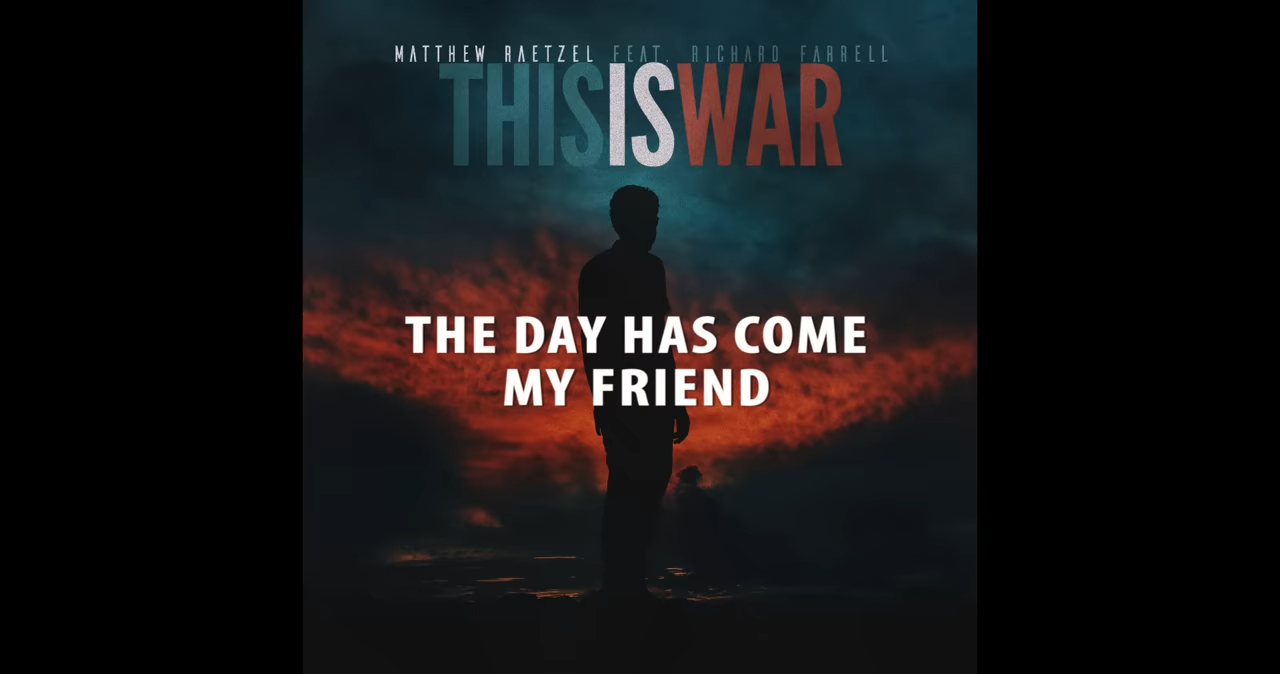 MATTHEW RAETZEL FEAT. RICHARD FARRELL
THISISWAR
THE DAY HAS COME
MY FRIEND